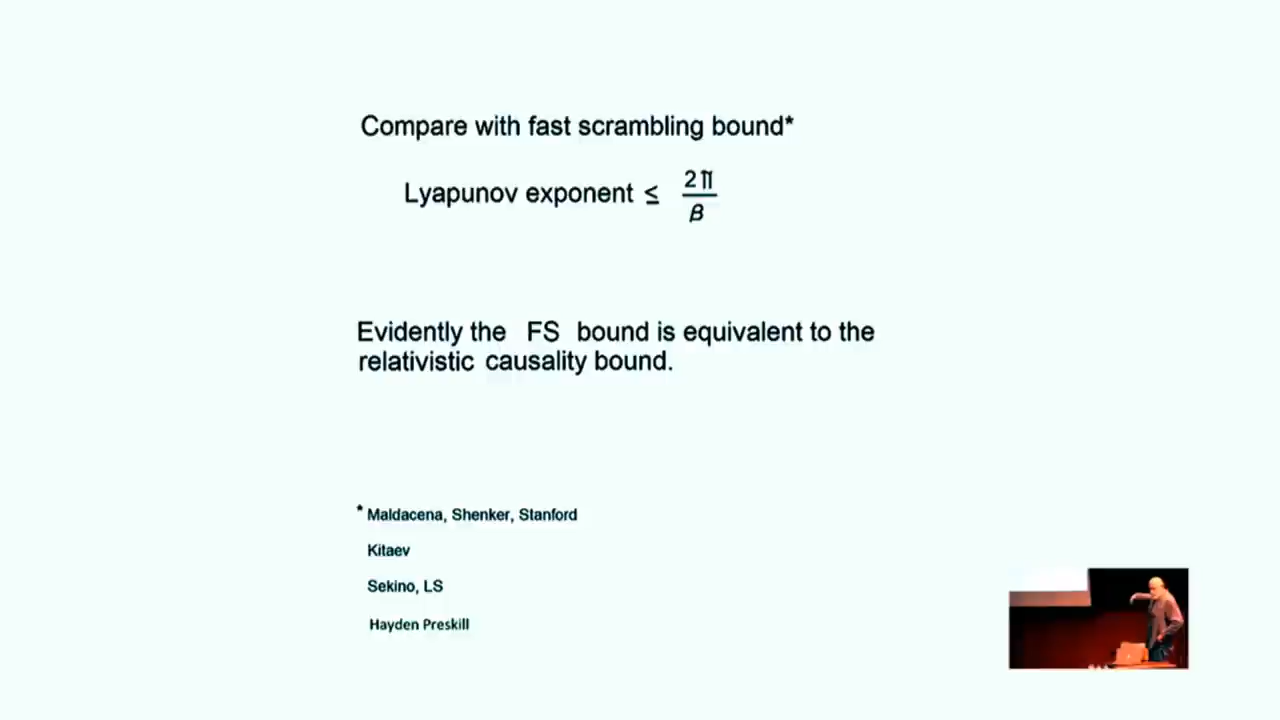 Compare with fast scrambling bound*
Lyapunov exponent ≤ 2π/β
Evidently the FS bound is equivalent to the
relativistic causality bound.
* Maldacena, Shenker, Stanford
Kitaev
Sekino, LS
Hayden Preskill